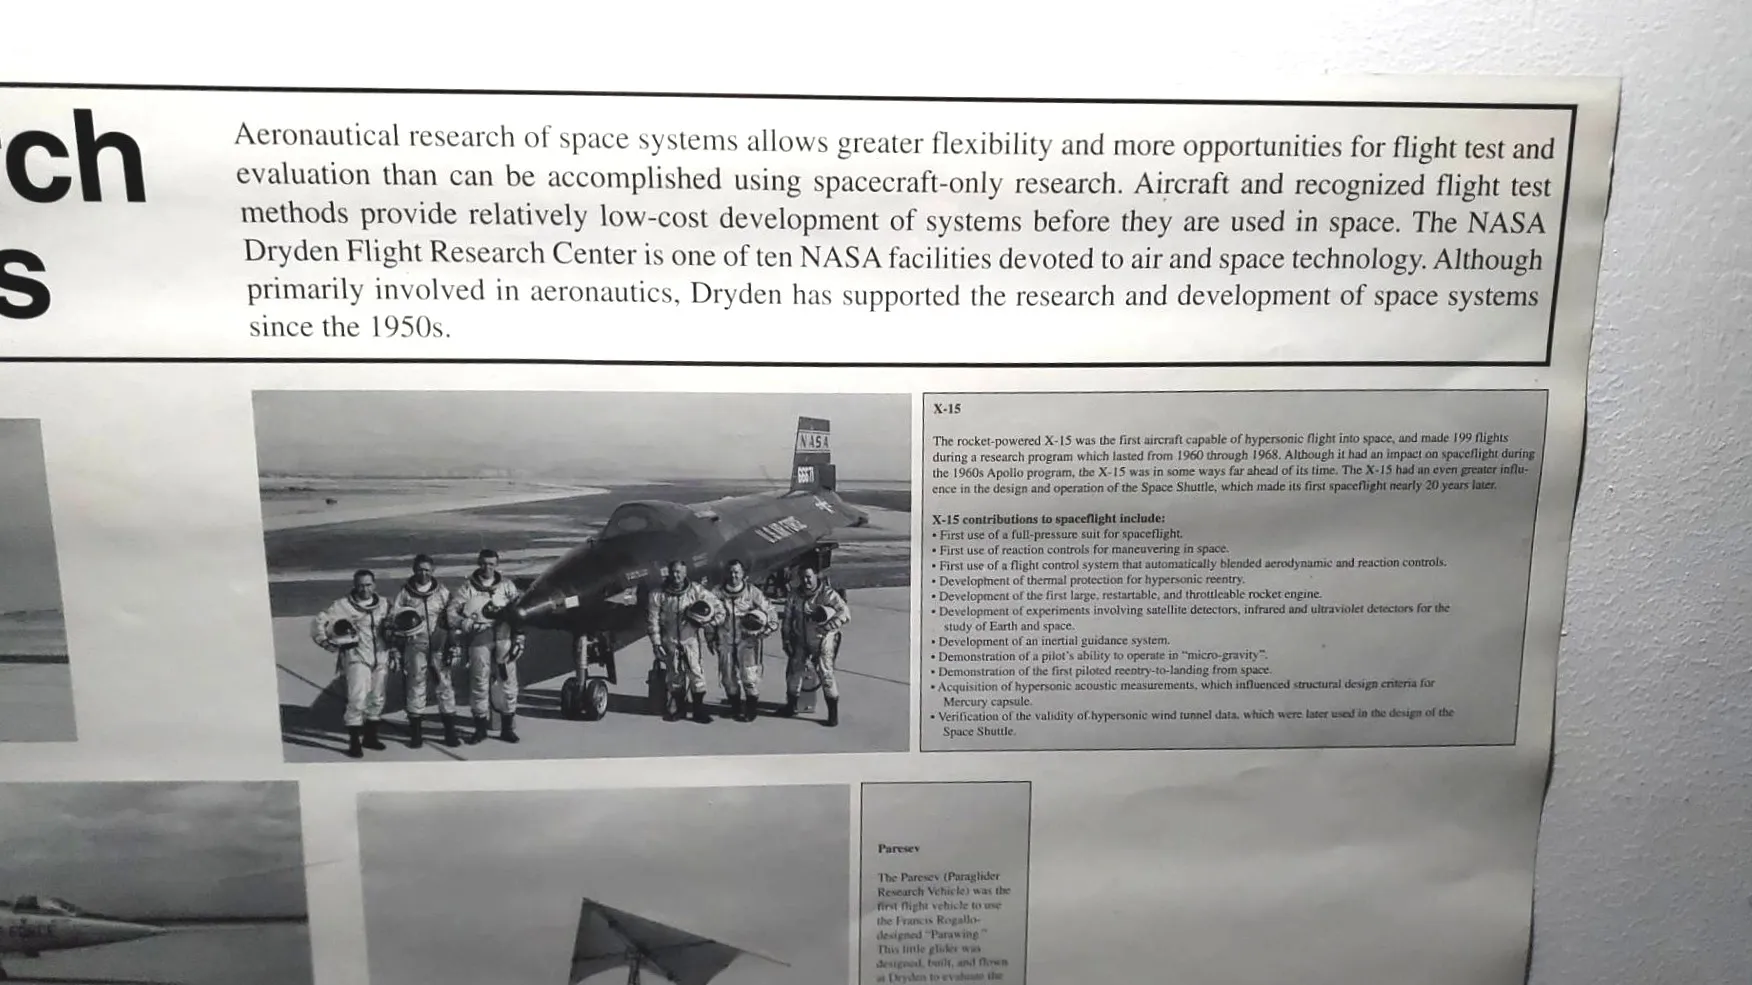 ch
s
Aeronautical research of space systems allows greater flexibility and more opportunities for flight test and
evaluation than can be accomplished using spacecraft-only research. Aircraft and recognized flight test
methods provide relatively low-cost development of systems before they are used in space. The NASA
Dryden Flight Research Center is one of ten NASA facilities devoted to air and space technology. Although
primarily involved in aeronautics, Dryden has supported the research and development of space systems
since the 1950s.
NASA
66671
U.S. AIR FORCE
X-15
The rocket-powered X-15 was the first aircraft capable of hypersonic flight into space, and made 199 flights
during a research program which lasted from 1960 through 1968. Although it had an impact on spaceflight during
the 1960s Apollo program, the X-15 was in some ways far ahead of its time. The X-15 had an even greater influ-
ence in the design and operation of the Space Shuttle, which made its first spaceflight nearly 20 years later.
X-15 contributions to spaceflight include:
• First use of a full-pressure suit for spaceflight.
• First use of reaction controls for maneuvering in space.
• First use of a flight control system that automatically blended aerodynamic and reaction controls.
• Development of thermal protection for hypersonic reentry.
• Development of the first large, restartable, and throttleable rocket engine.
• Development of experiments involving satellite detectors, infrared and ultraviolet detectors for the
study of Earth and space.
• Development of an inertial guidance system.
• Demonstration of a pilot's ability to operate in "micro-gravity".
• Demonstration of the first piloted reentry-to-landing from space.
• Acquisition of hypersonic acoustic measurements, which influenced structural design criteria for
Mercury capsule.
• Verification of the validity of hypersonic wind tunnel data, which were later used in the design of the
Space Shuttle.
FORCE
Paresev
The Paresev (Paraglider
Research Vehicle) was the
first flight vehicle to use
the Francis Rogallo-
designed "Parawing."
This little glider was
designed, built, and flown
at Dryden to evaluate the